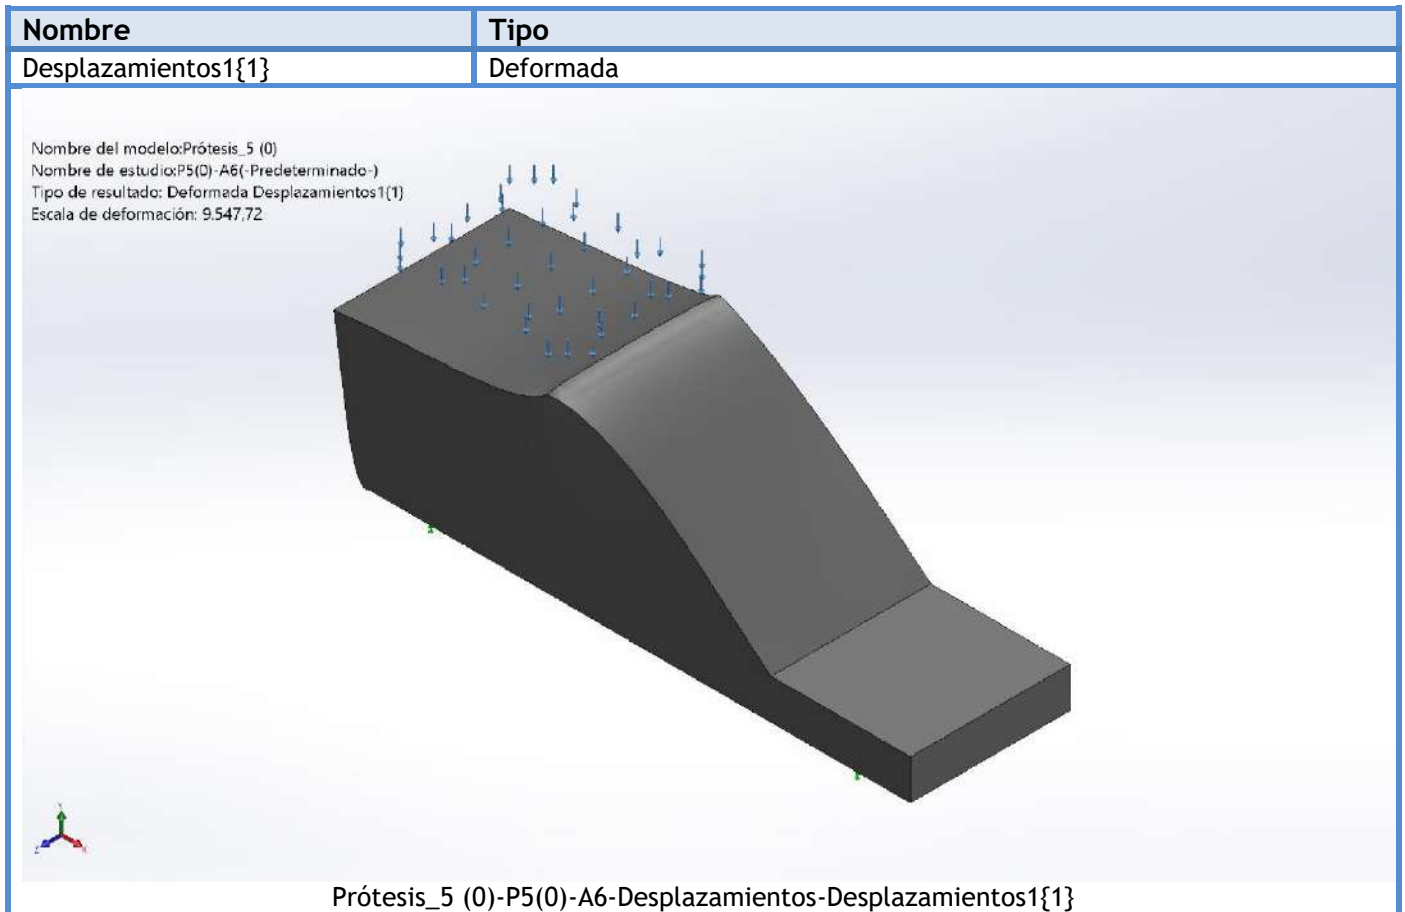 Nombre Tipo
Desplazamientos1{1} Deformada
Nombre del modelo:Prótesis_5 (0)
Nombre de estudio:P5(0)-A6(-Predeterminado-)
Tipo de resultado: Deformada Desplazamientos1{1}
Escala de deformación: 9.547,72
Prótesis_5 (0)-P5(0)-A6-Desplazamientos-Desplazamientos1{1}